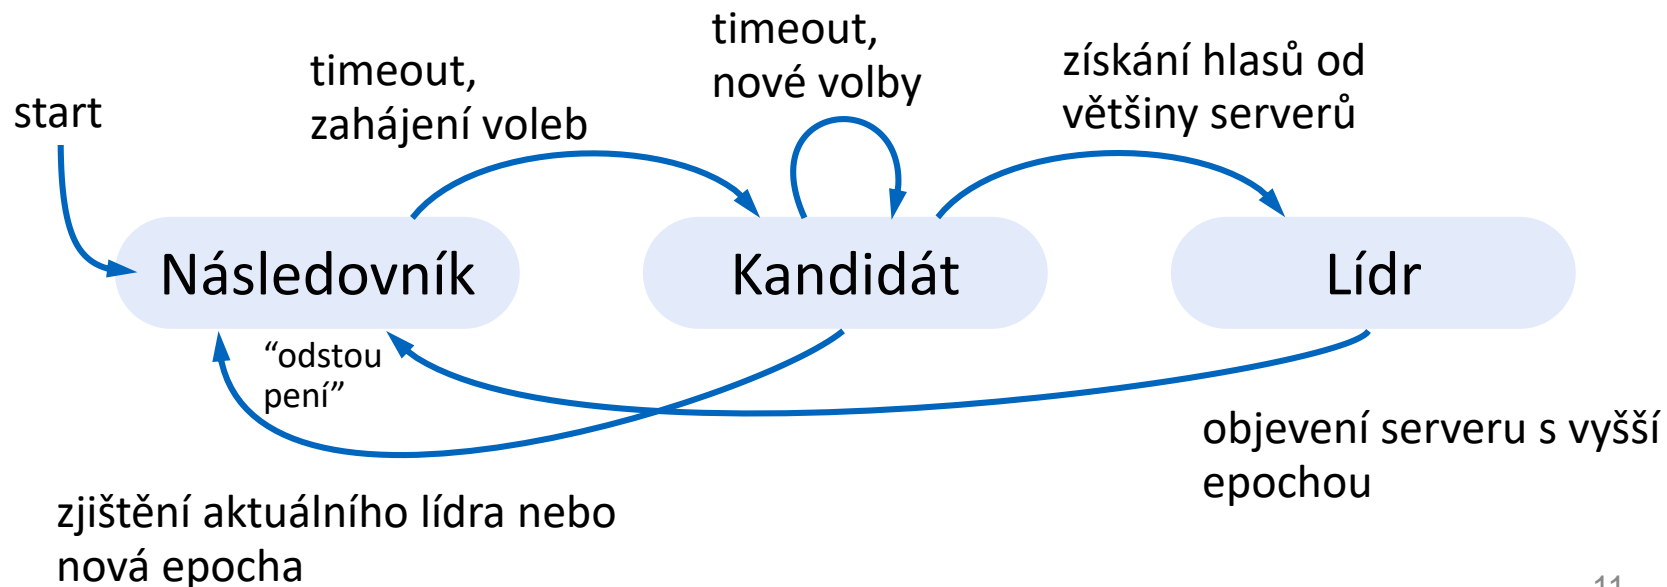 start
timeout,
zahájení voleb
timeout,
nové volby
získání hlasů od
většiny serverů
Následovník
Kandidát
Lídr
“odstou
pení”
objevení serveru s vyšší
epochou
zjištění aktuálního lídra nebo
nová epocha
11